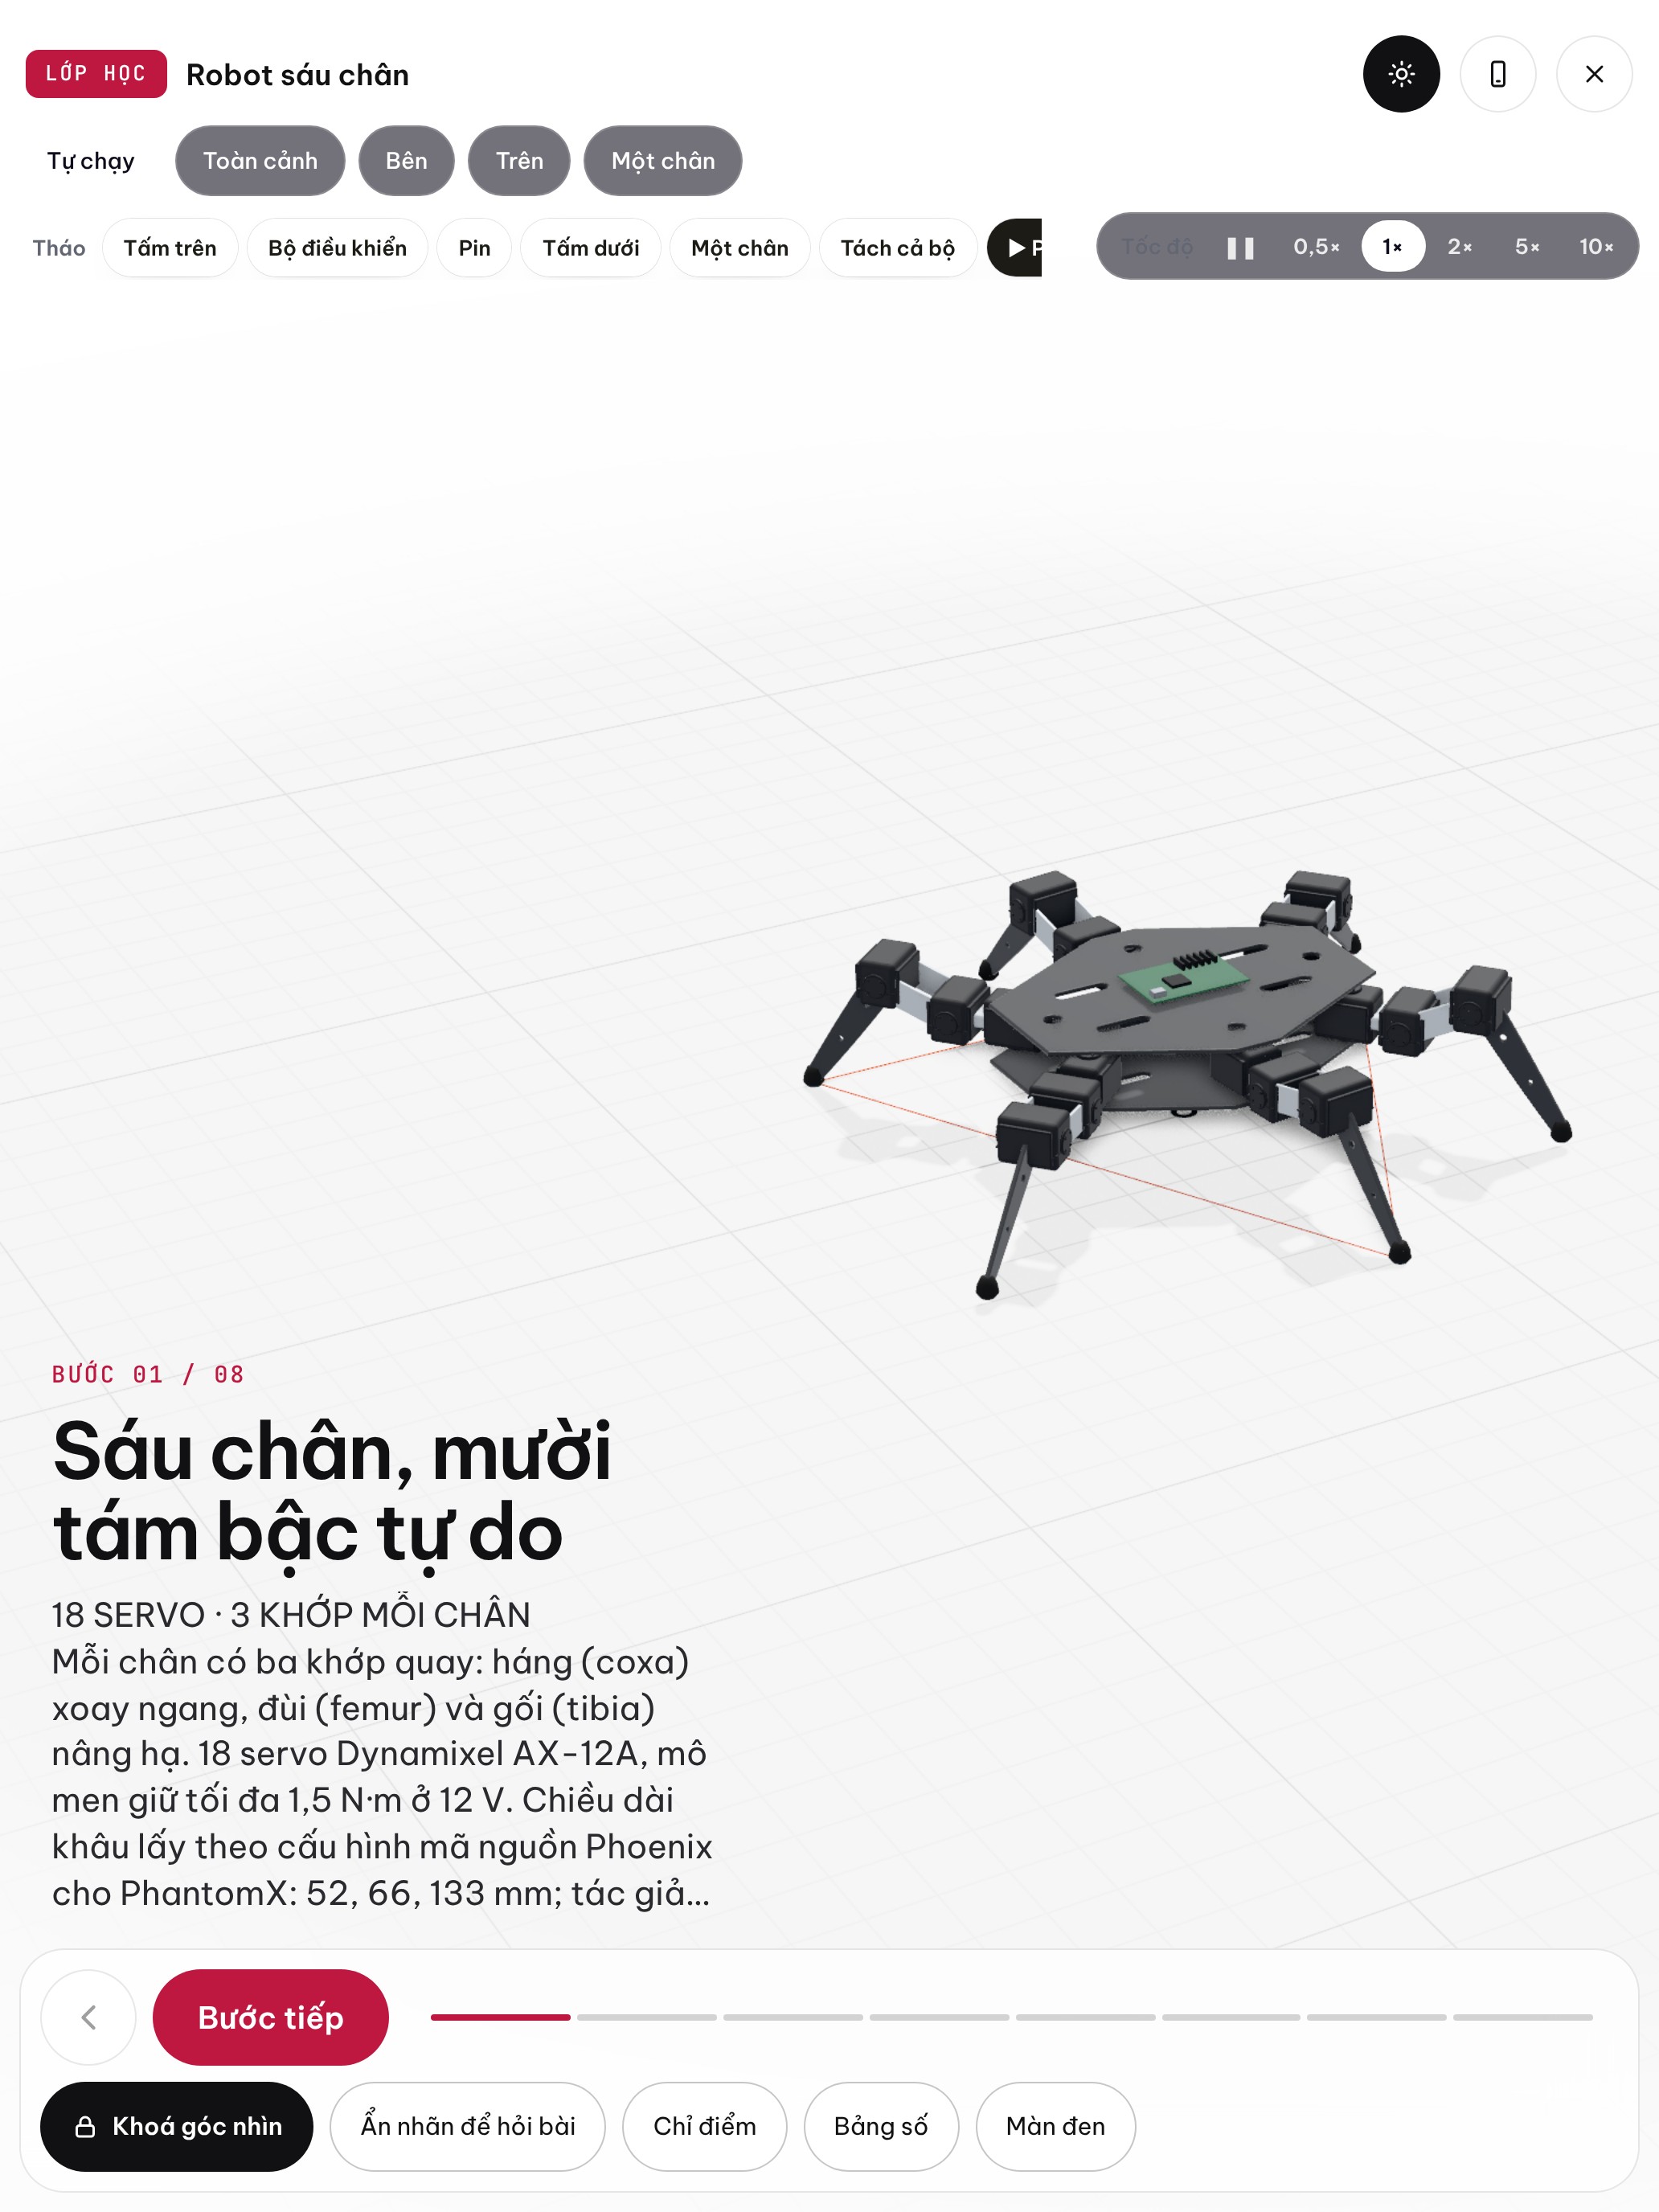 LỚP HỌC Robot sáu chân
Tự chạy Toàn cảnh Bên Trên Một chân
Tháo Tấm trên Bộ điều khiển Pin Tấm dưới Một chân Tách cả bộ Tốc độ 0,5× 1× 2× 5× 10×
BƯỚC 01 / 08
Sáu chân, mười
tám bậc tự do
18 SERVO · 3 KHỚP MỖI CHÂN
Mỗi chân có ba khớp quay: háng (coxa)
xoay ngang, đùi (femur) và gối (tibia)
nâng hạ. 18 servo Dynamixel AX-12A, mô
men giữ tối đa 1,5 N·m ở 12 V. Chiều dài
khâu lấy theo cấu hình mã nguồn Phoenix
cho PhantomX: 52, 66, 133 mm; tác giả...
Bước tiếp
Khoá góc nhìn Ẩn nhãn để hỏi bài Chỉ điểm Bảng số Màn đen